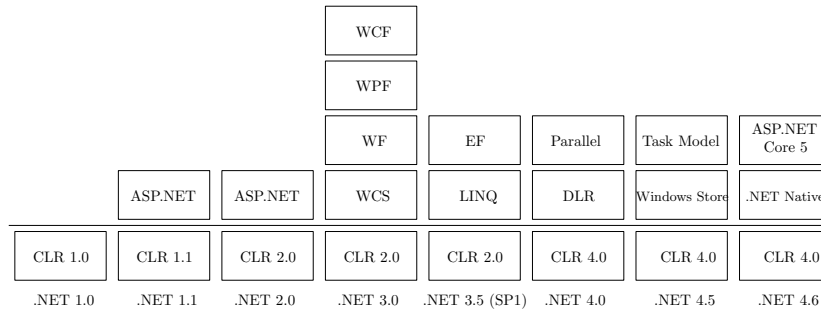 WCF
WPF
WF
EF
Parallel
Task Model
ASP.NET
Core 5
WCS
ASP.NET
ASP.NET
LINQ
DLR
Windows Store
.NET Native
CLR 1.0
CLR 1.1
CLR 2.0
CLR 2.0
CLR 2.0
CLR 4.0
CLR 4.0
CLR 4.0
.NET 1.0
.NET 1.1
.NET 2.0
.NET 3.0
.NET 3.5 (SP1)
.NET 4.0
.NET 4.5
.NET 4.6